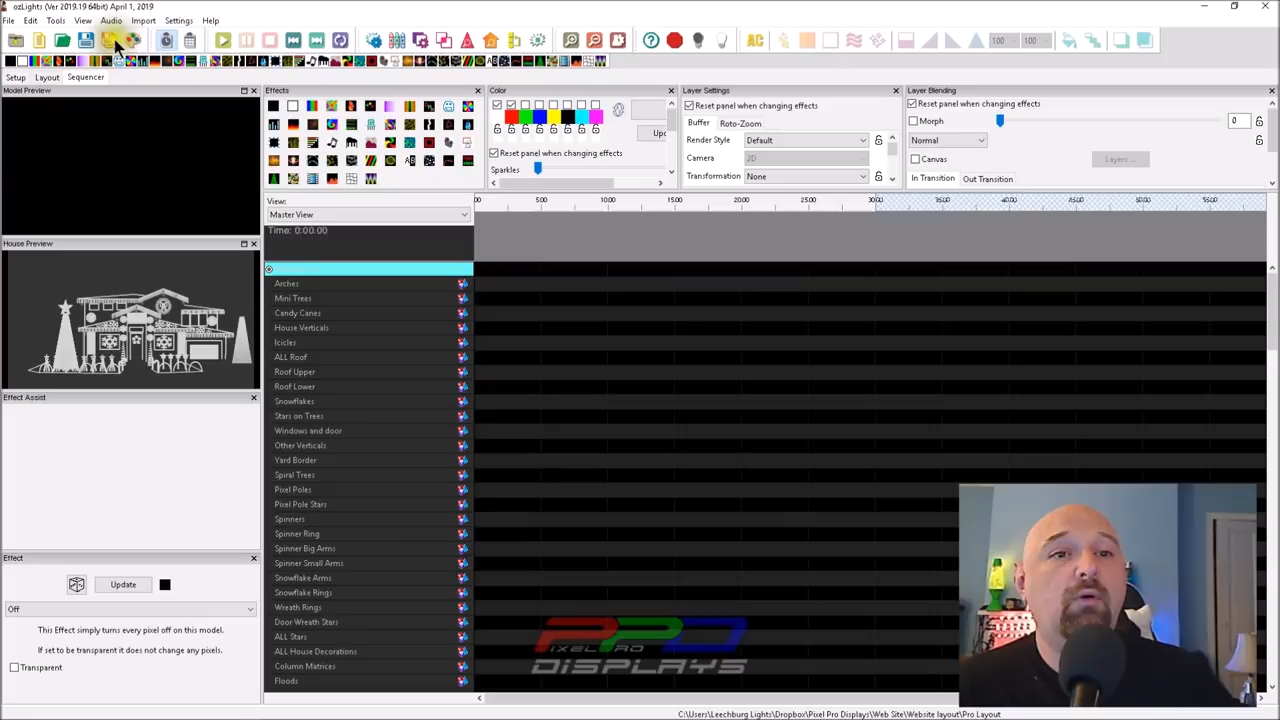 ozLights (Ver 2019.19 64bit) April 1, 2019
File Edit Tools View Audio Import Settings Help
100 100
Setup Layout Sequencer
Model Preview
House Preview
Effect Assist
Effect
Update
Off
This Effect simply turns every pixel off on this model.
If set to be transparent it does not change any pixels.
Transparent
Effects
Color
Reset panel when changing effects
Sparkles
Layer Settings
Reset panel when changing effects
Buffer Roto-Zoom
Render Style Default
Camera 2D
Transformation None
Layer Blending
Reset panel when changing effects
Morph 0
Normal
Canvas Layers ...
In Transition Out Transition
View:
Master View
Time: 0:00.00
Arches
Mini Trees
Candy Canes
House Verticals
Icicles
ALL Roof
Roof Upper
Roof Lower
Snowflakes
Stars on Trees
Windows and door
Other Verticals
Yard Border
Spiral Trees
Pixel Poles
Pixel Pole Stars
Spinners
Spinner Ring
Spinner Big Arms
Spinner Small Arms
Snowflake Arms
Snowflake Rings
Wreath Rings
Door Wreath Stars
ALL Stars
ALL House Decorations
Column Matrices
Floods
PIXEL PRO
DISPLAYS
C:\Users\Leechburg Lights\Dropbox\Pixel Pro Displays\Web Site\Website layout\Pro Layout